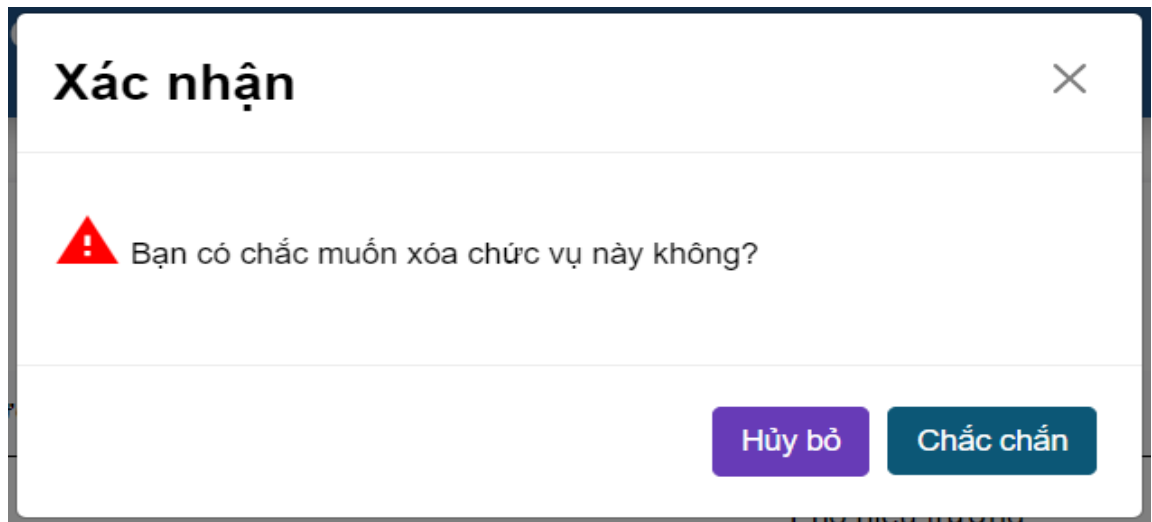 Xác nhận
Bạn có chắc muốn xóa chức vụ này không?
Hủy bỏ
Chắc chắn